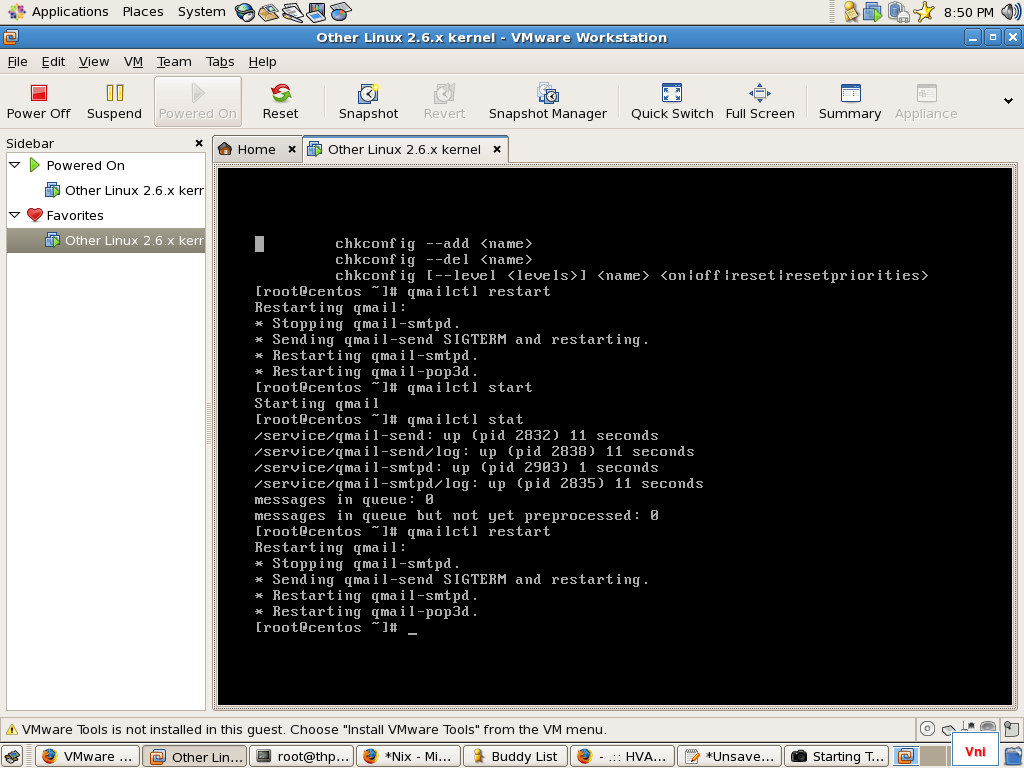 Applications Places System 8:50 PM
Other Linux 2.6.x kernel - VMware Workstation
File Edit View VM Team Tabs Help
Power Off Suspend Powered On Reset Snapshot Revert Snapshot Manager Quick Switch Full Screen Summary Appliance
Sidebar
Home Other Linux 2.6.x kernel
Powered On
Other Linux 2.6.x kerr
Favorites
Other Linux 2.6.x kerr
chkconfig --add <name>
chkconfig --del <name>
chkconfig [--level <levels>] <name> <on|off|reset|resetpriorities>
[root@centos ~]# qmailctl restart
Restarting qmail:
* Stopping qmail-smtpd.
* Sending qmail-send SIGTERM and restarting.
* Restarting qmail-smtpd.
* Restarting qmail-pop3d.
[root@centos ~]# qmailctl start
Starting qmail
[root@centos ~]# qmailctl stat
/service/qmail-send: up (pid 2832) 11 seconds
/service/qmail-send/log: up (pid 2838) 11 seconds
/service/qmail-smtpd: up (pid 2903) 1 seconds
/service/qmail-smtpd/log: up (pid 2835) 11 seconds
messages in queue: 0
messages in queue but not yet preprocessed: 0
[root@centos ~]# qmailctl restart
Restarting qmail:
* Stopping qmail-smtpd.
* Sending qmail-send SIGTERM and restarting.
* Restarting qmail-smtpd.
* Restarting qmail-pop3d.
[root@centos ~]# _
VMware Tools is not installed in this guest. Choose "Install VMware Tools" from the VM menu.
VMware ... Other Lin... root@thp... *Nix - Mi... Buddy List - .:: HVA... *Unsave... Starting T... Vni